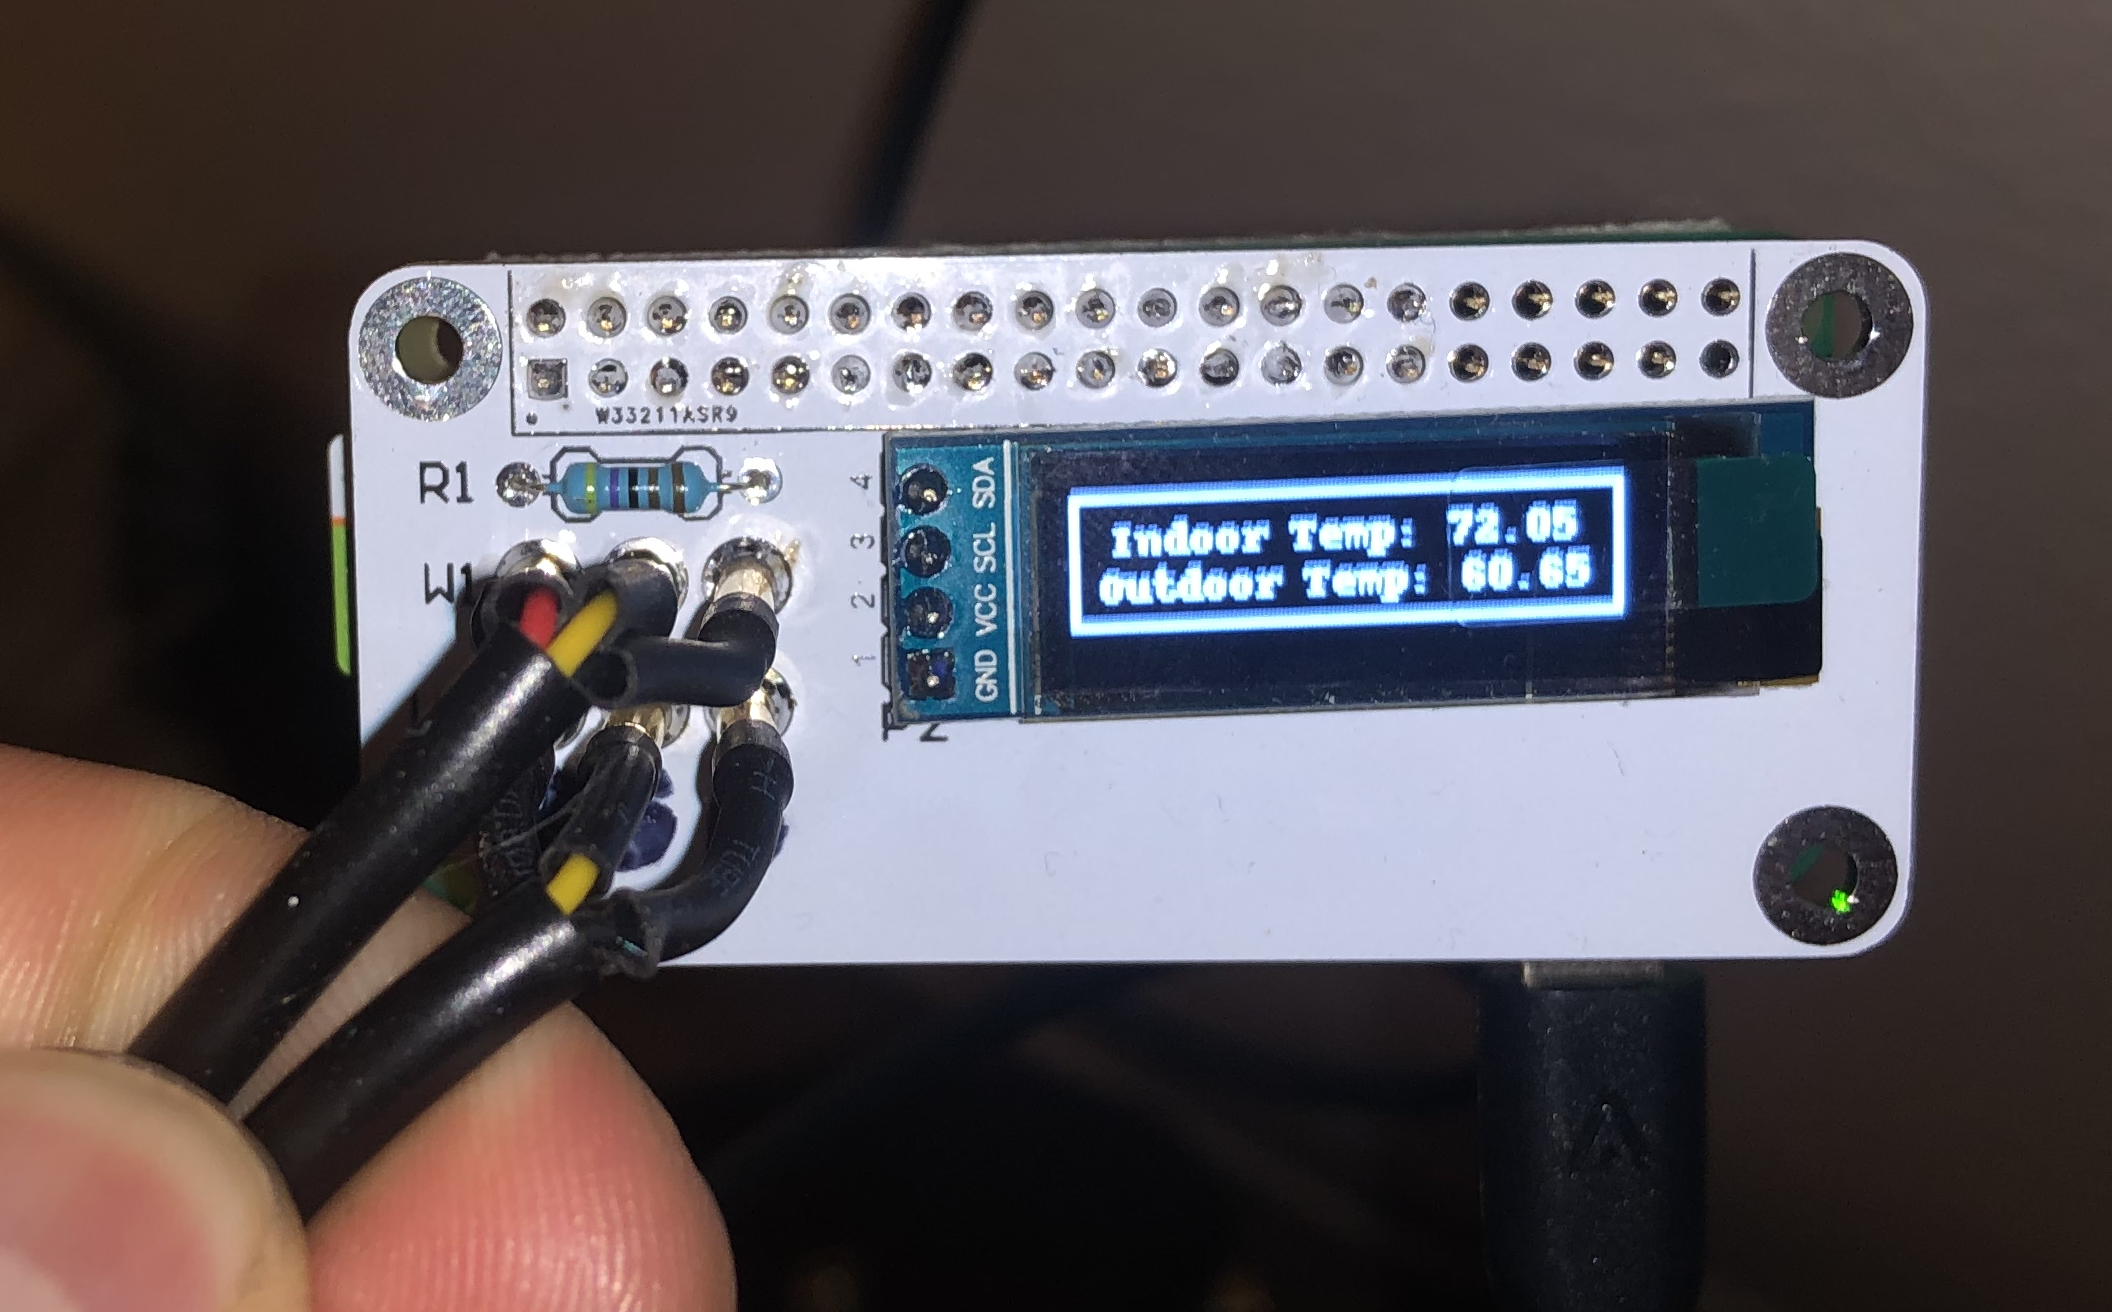 W33211ASR9
R1
W1
4
3
2
1
SDA
SCL
VCC
GND
Indoor Temp: 72.05
Outdoor Temp: 60.65